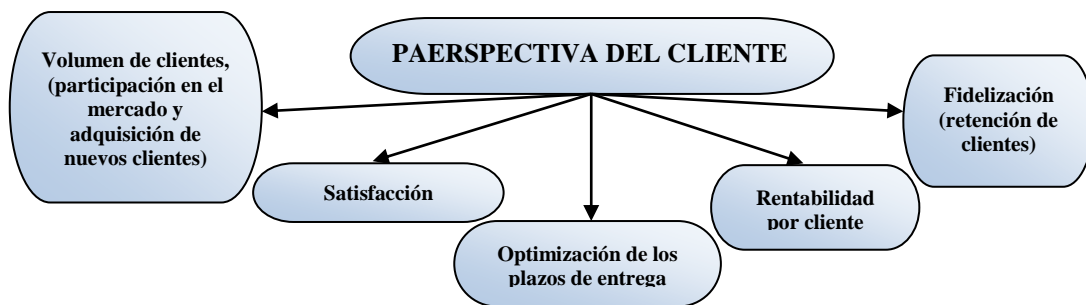 PAERSPECTIVA DEL CLIENTE
Volumen de clientes,
(participación en el
mercado y
adquisición de
nuevos clientes)
Satisfacción
Optimización de los
plazos de entrega
Rentabilidad
por cliente
Fidelización
(retención de
clientes)